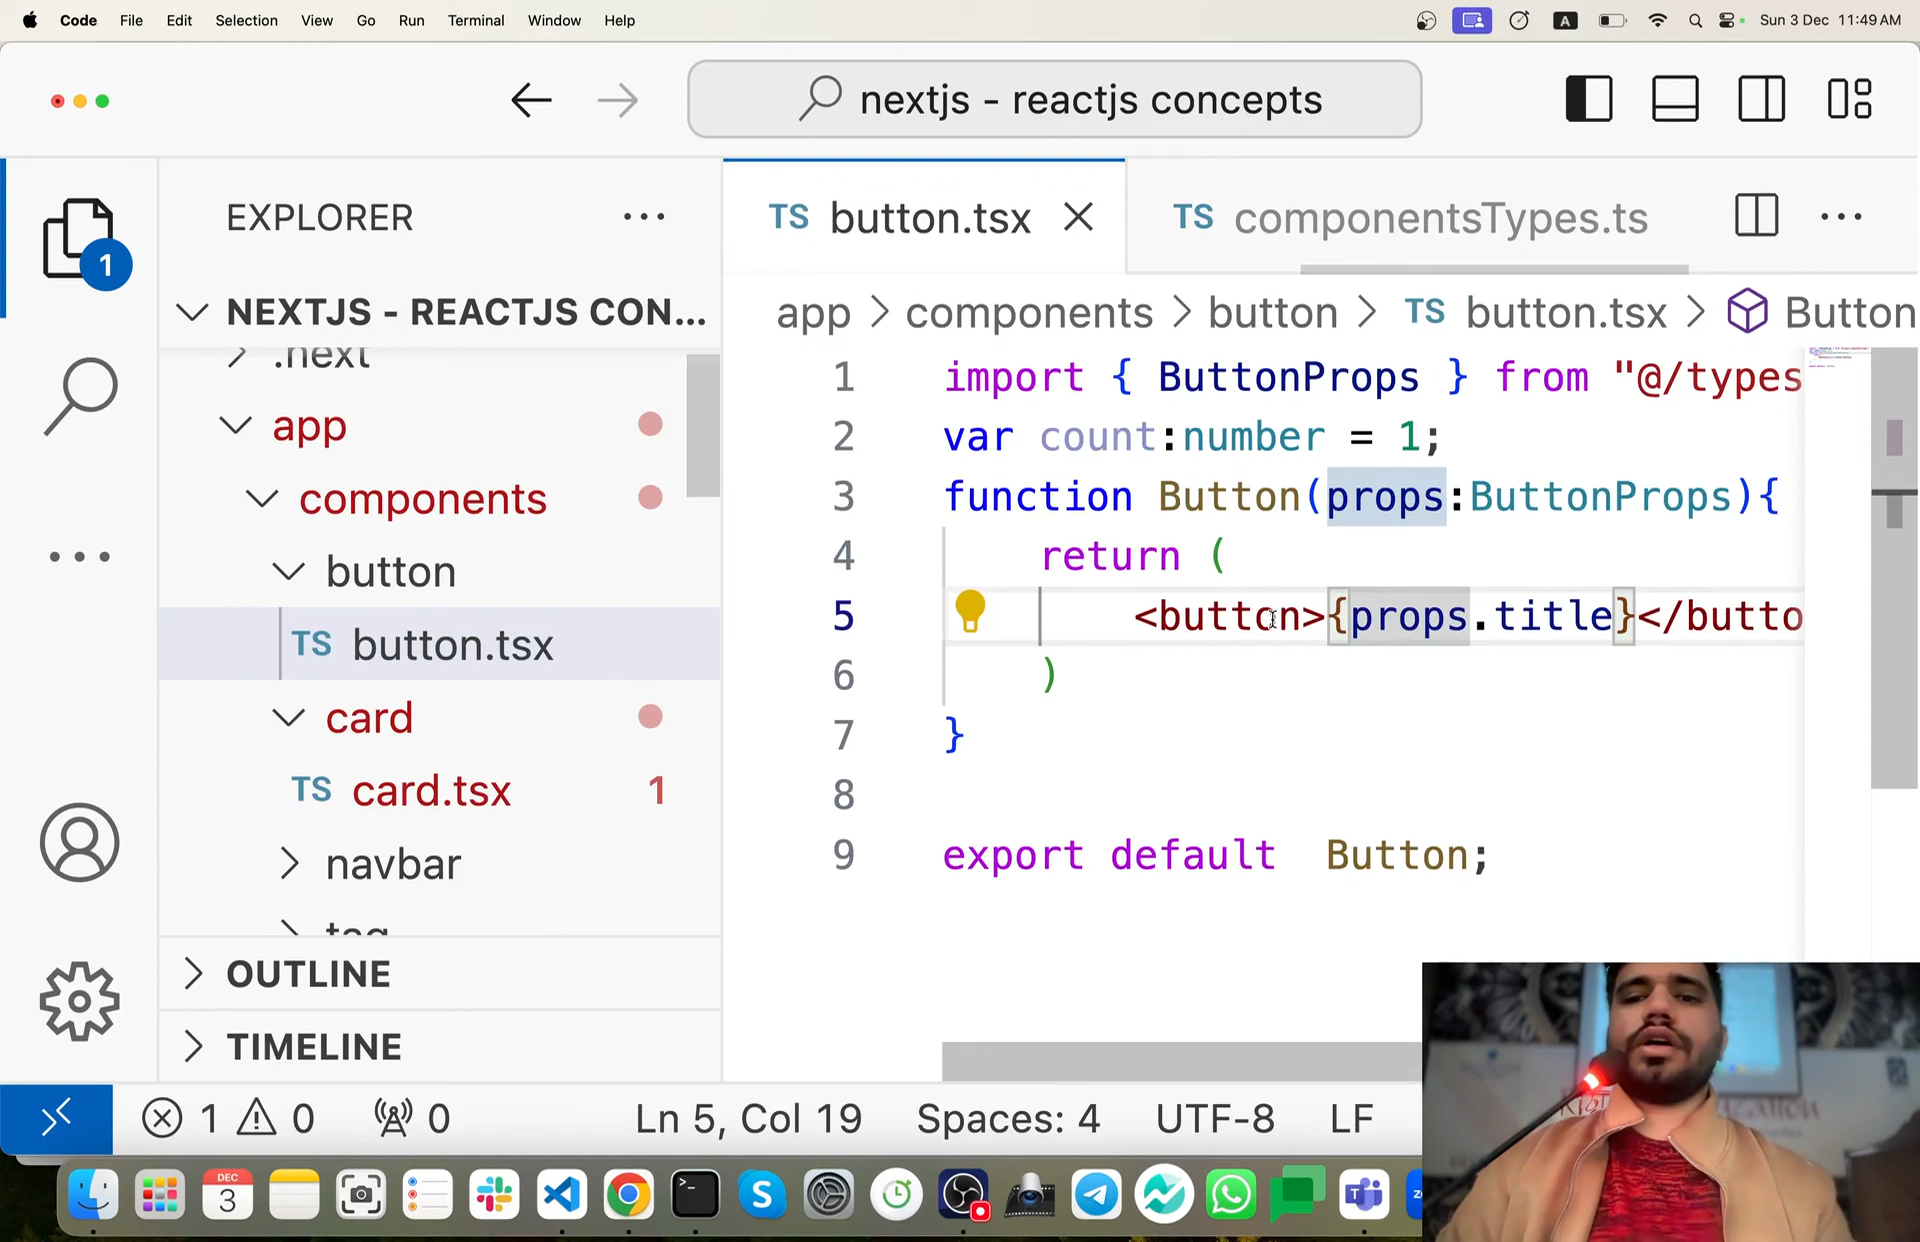 Code File Edit Selection View Go Run Terminal Window Help A Sun 3 Dec 11:49 AM
nextjs - reactjs concepts
EXPLORER
TS button.tsx
TS componentsTypes.ts
NEXTJS - REACTJS CON...
app > components > button > TS button.tsx > Button
.next
app
components
button
TS button.tsx
card
TS card.tsx 1
navbar
tag
OUTLINE
TIMELINE
1
1 import { ButtonProps } from "@/types
2 var count:number = 1;
3 function Button(props:ButtonProps){
4 return (
5 <button>{props.title}</butto
6 )
7 }
8
9 export default  Button;
1 0 0 Ln 5, Col 19 Spaces: 4 UTF-8 LF
DEC
3